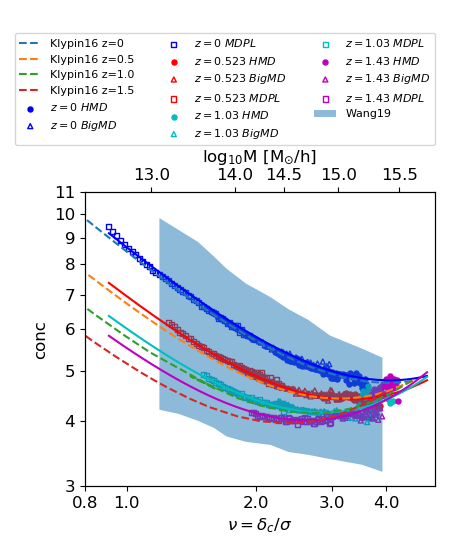 Klypin16 z=0
Klypin16 z=0.5
Klypin16 z=1.0
Klypin16 z=1.5
z = 0 HMD
z = 0 BigMD
z = 0 MDPL
z = 0.523 HMD
z = 0.523 BigMD
z = 0.523 MDPL
z = 1.03 HMD
z = 1.03 BigMD
z = 1.03 MDPL
z = 1.43 HMD
z = 1.43 BigMD
z = 1.43 MDPL
Wang19
log₁₀M [M⊙/h]
13.0 14.0 14.5 15.0 15.5
11
10
9
8
7
6
5
4
3
conc
0.8 1.0 2.0 3.0 4.0
ν = δc/σ